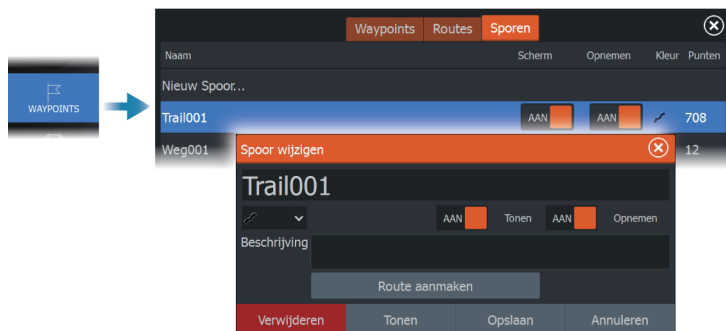 Waypoints Routes Sporen
Naam Scherm Opnemen Kleur Punten
Nieuw Spoor...
WAYPOINTS
Trail001 AAN AAN 708
Weg001 12
Spoor wijzigen
Trail001
AAN Tonen AAN Opnemen
Beschrijving
Route aanmaken
Verwijderen Tonen Opslaan Annuleren